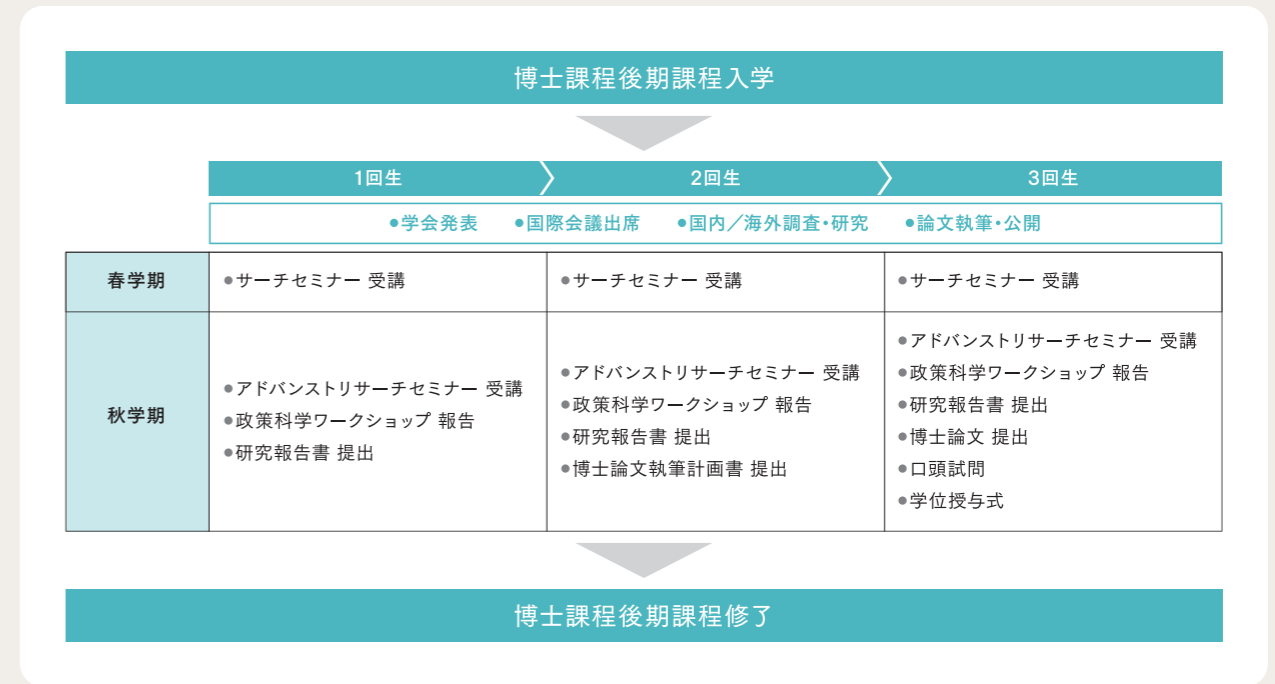 博士課程後期課程入学
1回生 2回生 3回生
●学会発表 ●国際会議出席 ●国内／海外調査・研究 ●論文執筆・公開
春学期
●サーチセミナー 受講
●サーチセミナー 受講
●サーチセミナー 受講
秋学期
●アドバンストリサーチセミナー 受講
●政策科学ワークショップ 報告
●研究報告書 提出
●アドバンストリサーチセミナー 受講
●政策科学ワークショップ 報告
●研究報告書 提出
●博士論文執筆計画書 提出
●アドバンストリサーチセミナー 受講
●政策科学ワークショップ 報告
●研究報告書 提出
●博士論文 提出
●口頭試問
●学位授与式
博士課程後期課程修了